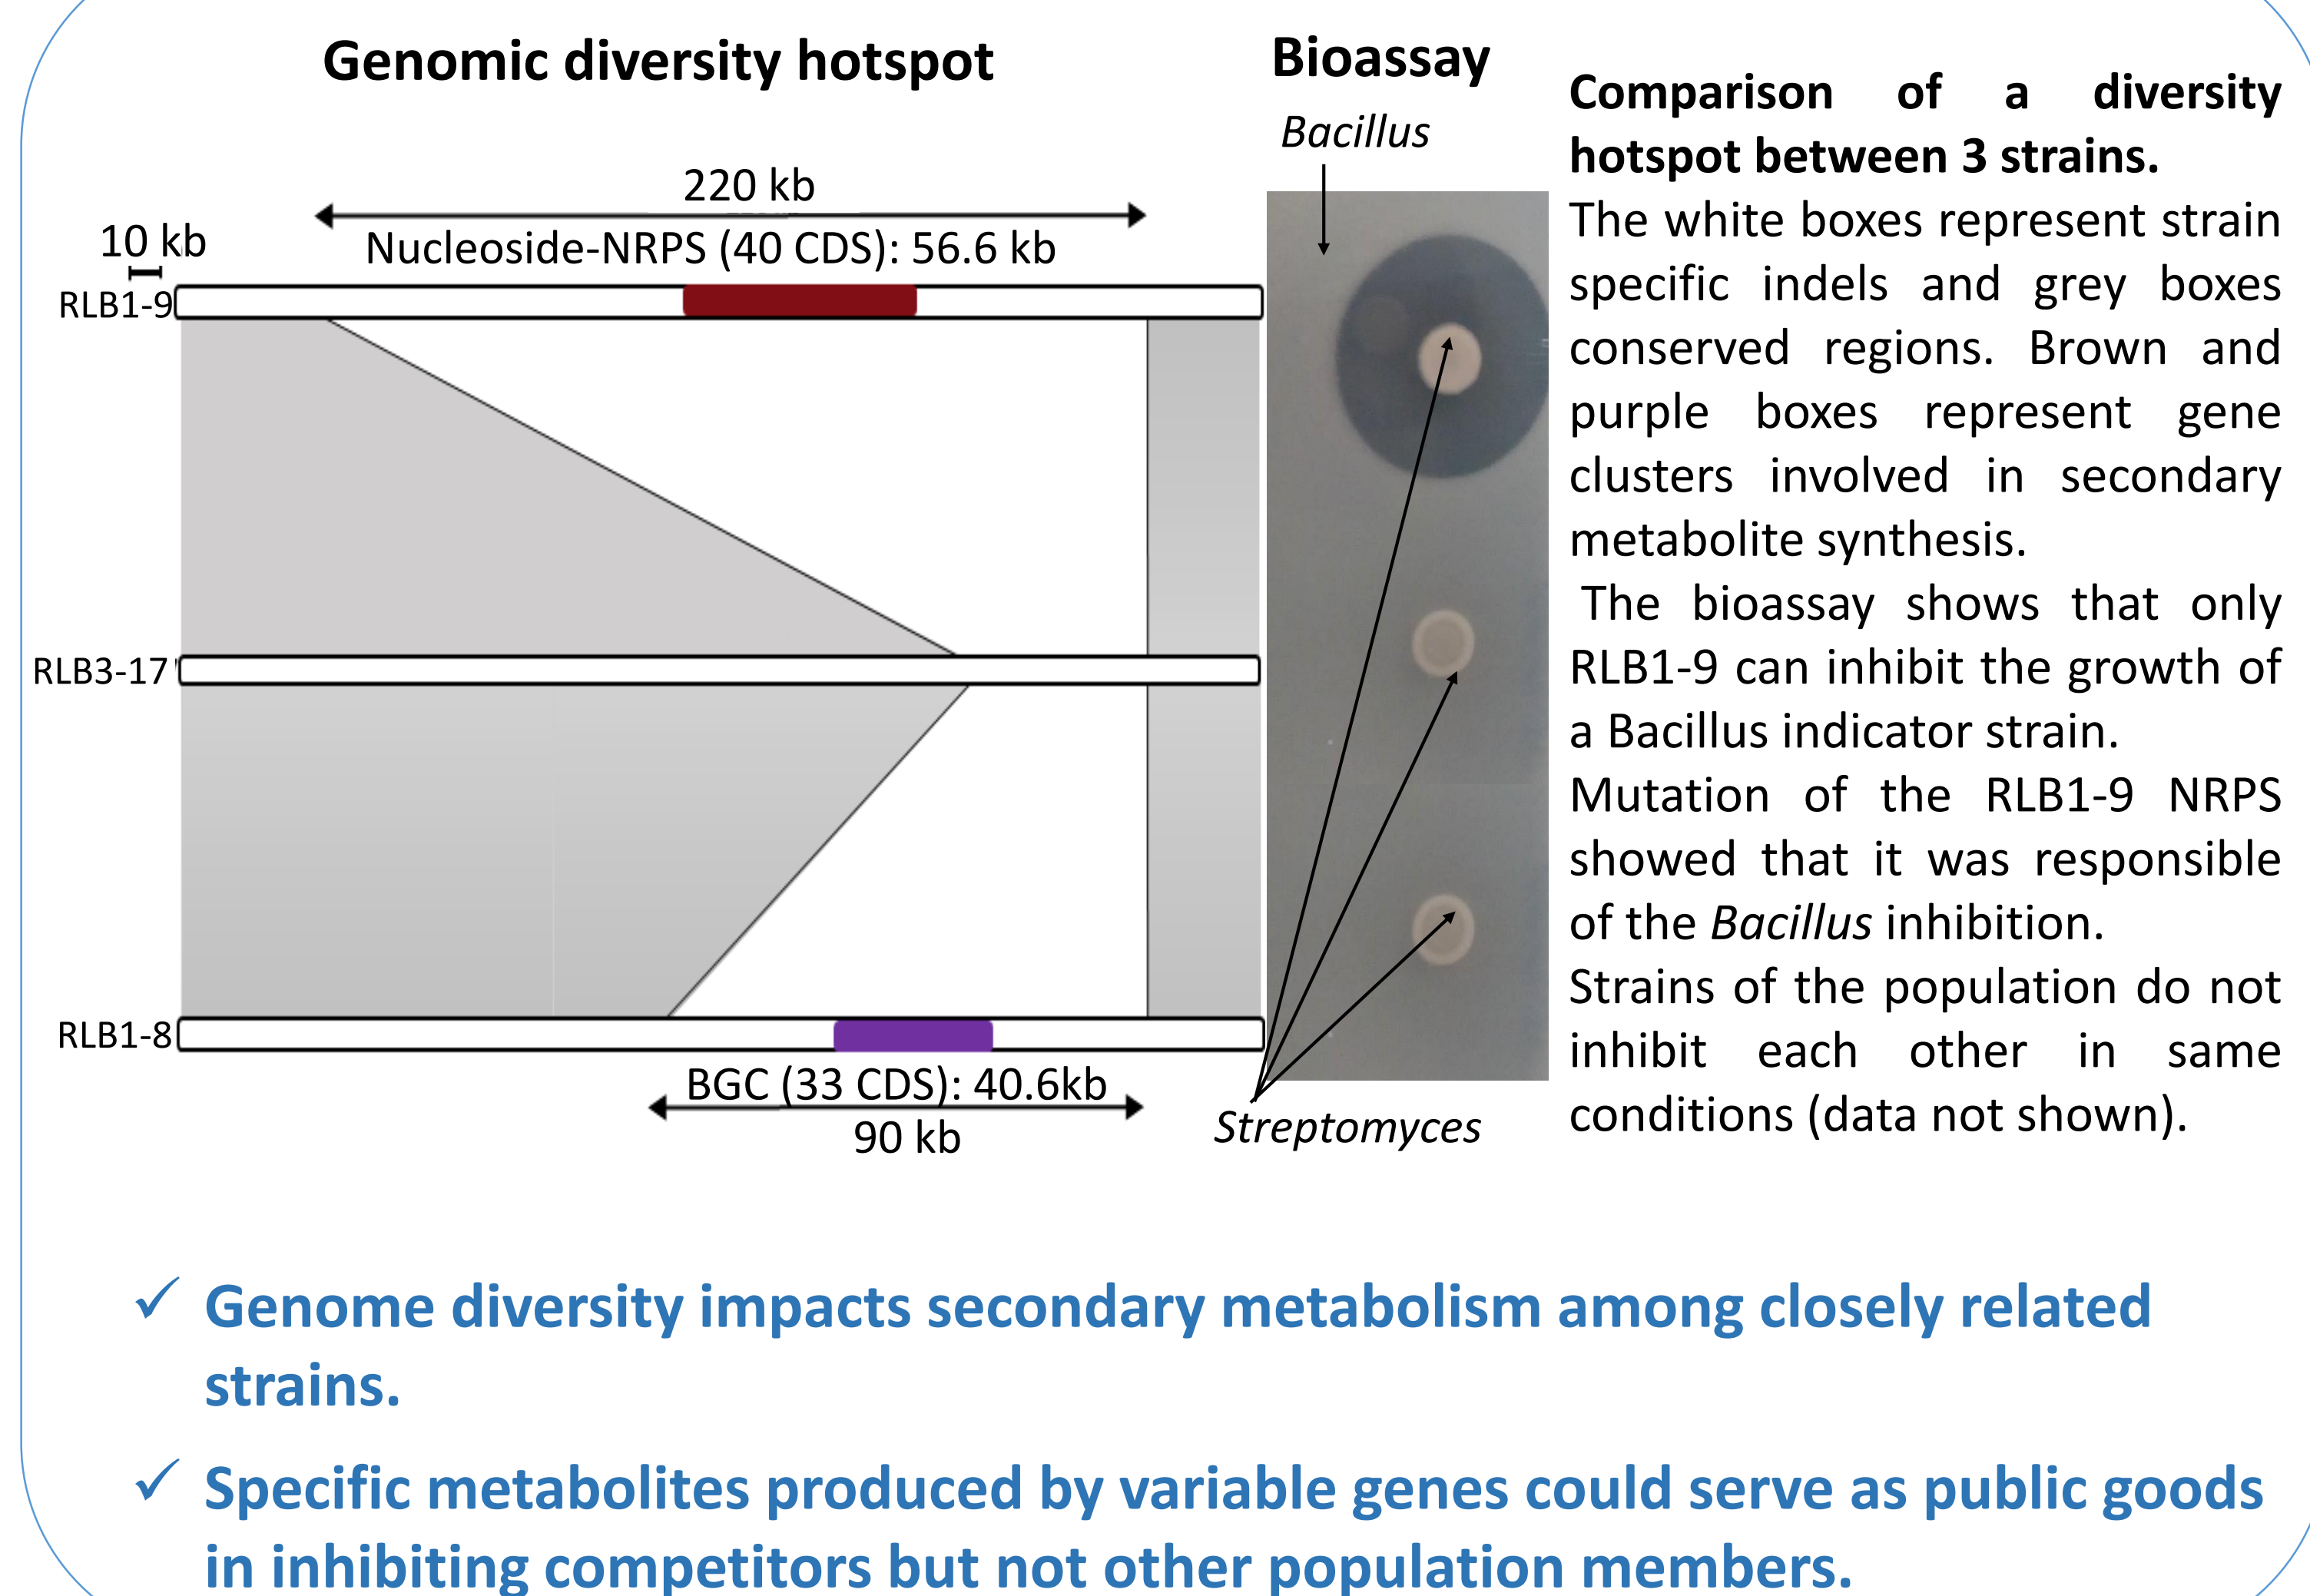 Genomic diversity hotspot
Bioassay
Bacillus
220 kb
10 kb
Nucleoside-NRPS (40 CDS): 56.6 kb
RLB1-9
RLB3-17
RLB1-8
BGC (33 CDS): 40.6kb
90 kb
Streptomyces
Comparison of a diversity
hotspot between 3 strains.
The white boxes represent strain
specific indels and grey boxes
conserved regions. Brown and
purple boxes represent gene
clusters involved in secondary
metabolite synthesis.
The bioassay shows that only
RLB1-9 can inhibit the growth of
a Bacillus indicator strain.
Mutation of the RLB1-9 NRPS
showed that it was responsible
of the Bacillus inhibition.
Strains of the population do not
inhibit each other in same
conditions (data not shown).
✓ Genome diversity impacts secondary metabolism among closely related
strains.
✓ Specific metabolites produced by variable genes could serve as public goods
in inhibiting competitors but not other population members.